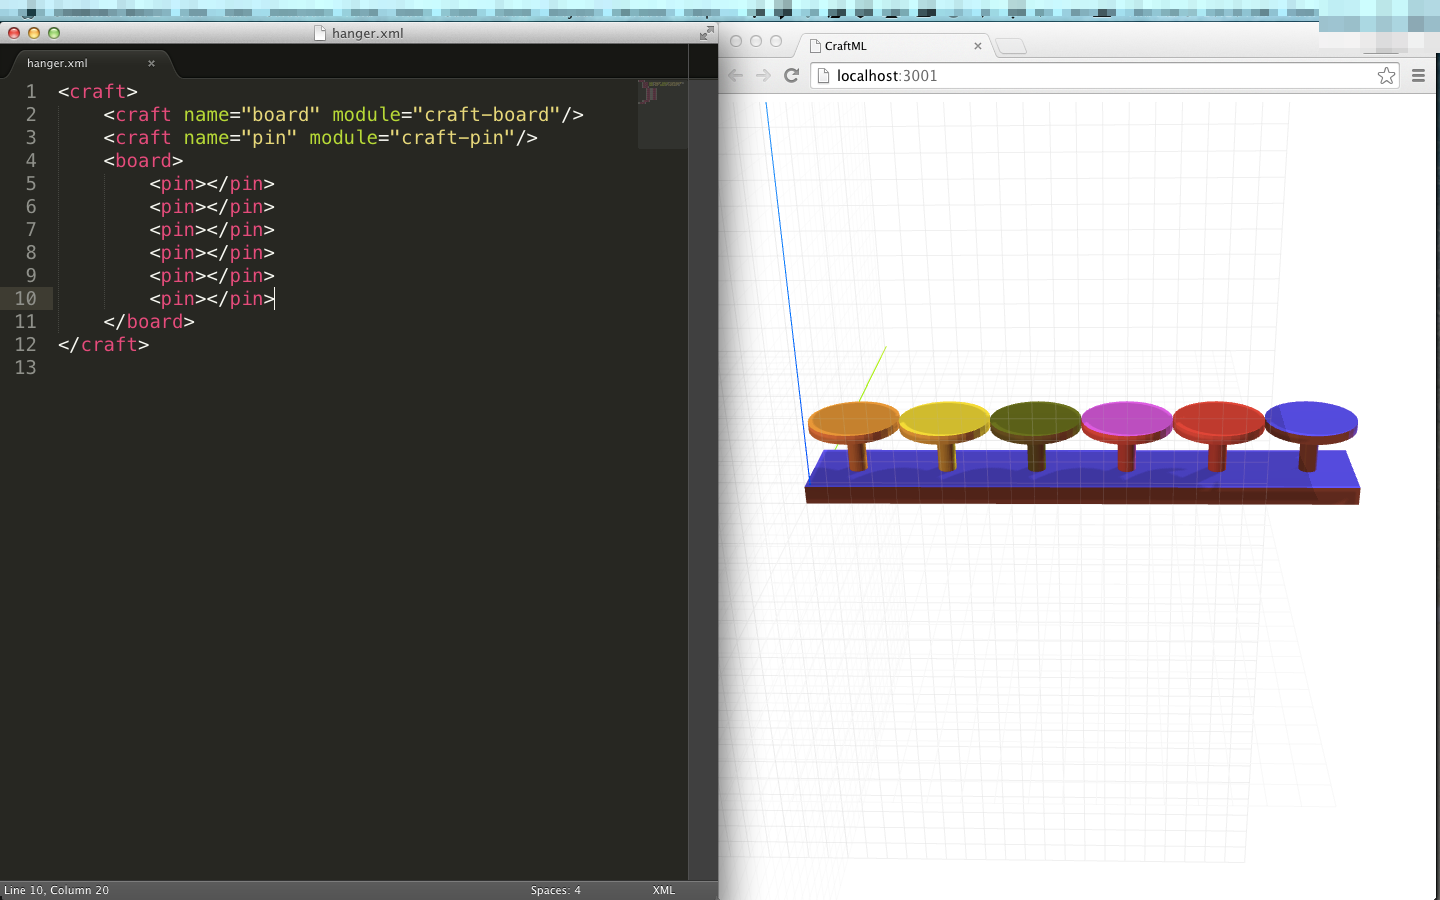 hanger.xml
hanger.xml ×
1 <craft>
2     <craft name="board" module="craft-board"/>
3     <craft name="pin" module="craft-pin"/>
4     <board>
5         <pin></pin>
6         <pin></pin>
7         <pin></pin>
8         <pin></pin>
9         <pin></pin>
10         <pin></pin>
11     </board>
12 </craft>
13
Line 10, Column 20 Spaces: 4 XML
CraftML ×
localhost:3001